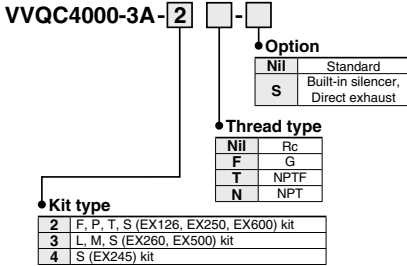 VVQC4000-3A-2 -
Option
Nil Standard
S Built-in silencer,
Direct exhaust
Thread type
Nil Rc
F G
T NPTF
N NPT
Kit type
2 F, P, T, S (EX126, EX250, EX600) kit
3 L, M, S (EX260, EX500) kit
4 S (EX245) kit